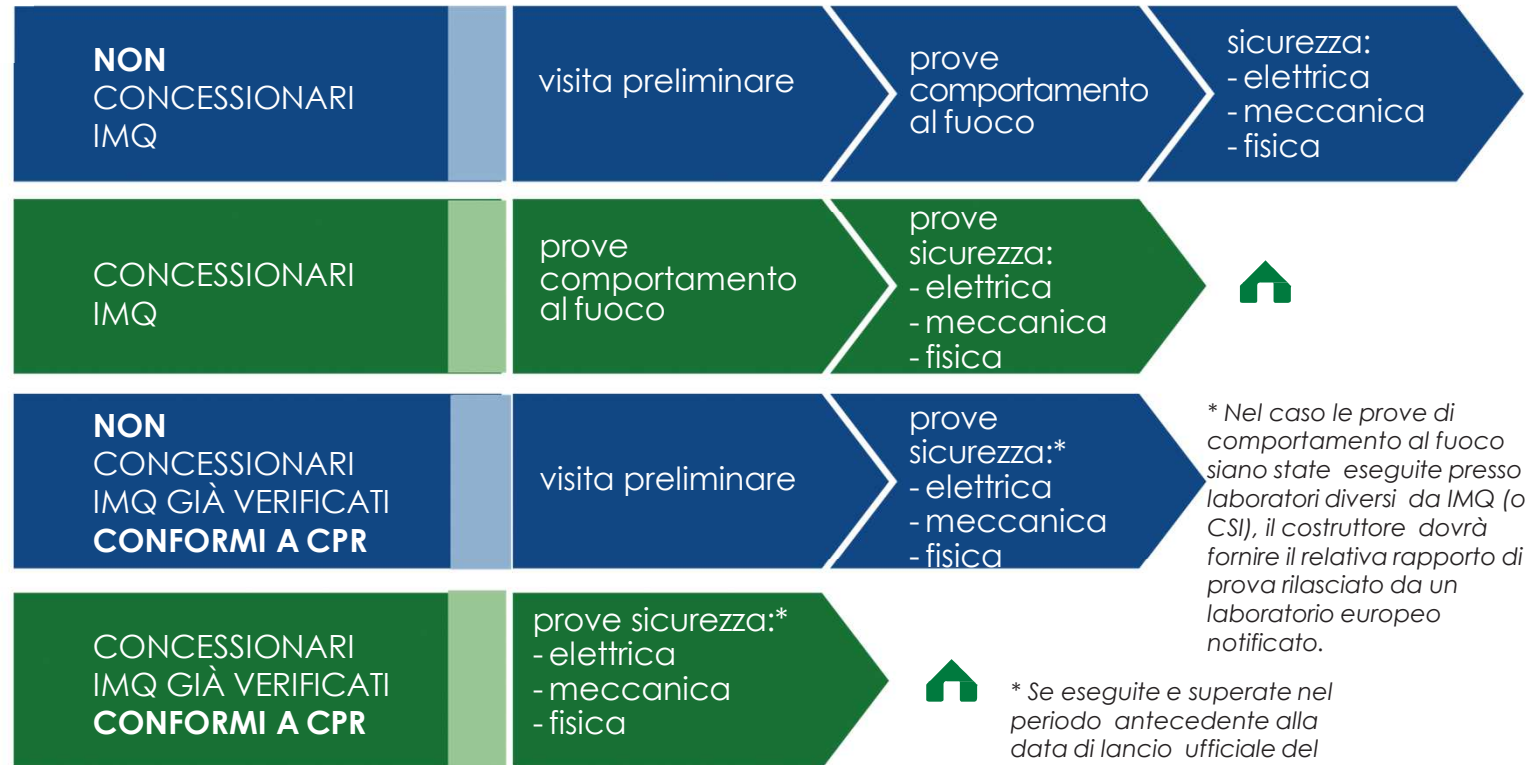 NON
CONCESSIONARI
IMQ
visita preliminare
prove
comportamento
al fuoco
sicurezza:
- elettrica
- meccanica
- fisica
CONCESSIONARI
IMQ
prove
comportamento
al fuoco
prove
sicurezza:
- elettrica
- meccanica
- fisica
NON
CONCESSIONARI
IMQ GIÀ VERIFICATI
CONFORMI A CPR
visita preliminare
prove
sicurezza:*
- elettrica
- meccanica
- fisica
* Nel caso le prove di
comportamento al fuoco
siano state eseguite presso
laboratori diversi da IMQ (o
CSI), il costruttore dovrà
fornire il relativa rapporto di
prova rilasciato da un
laboratorio europeo
notificato.
CONCESSIONARI
IMQ GIÀ VERIFICATI
CONFORMI A CPR
prove sicurezza:*
- elettrica
- meccanica
- fisica
* Se eseguite e superate nel
periodo antecedente alla
data di lancio ufficiale del